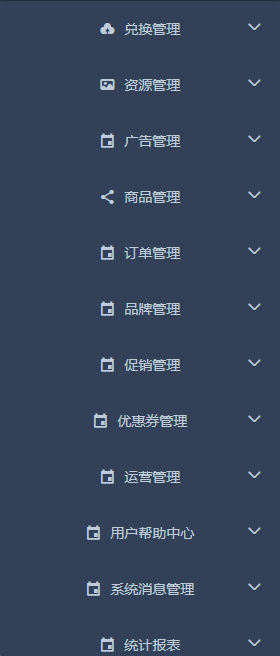 兑换管理
资源管理
广告管理
商品管理
订单管理
品牌管理
促销管理
优惠券管理
运营管理
用户帮助中心
系统消息管理
统计报表